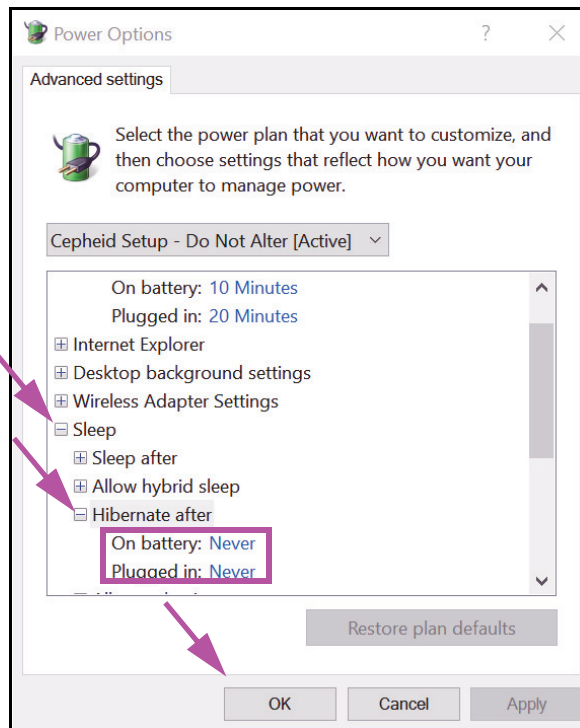 Power Options
Advanced settings
Select the power plan that you want to customize, and
then choose settings that reflect how you want your
computer to manage power.
Cepheid Setup - Do Not Alter [Active]
On battery: 10 Minutes
Plugged in: 20 Minutes
Internet Explorer
Desktop background settings
Wireless Adapter Settings
Sleep
Sleep after
Allow hybrid sleep
Hibernate after
On battery: Never
Plugged in: Never
Restore plan defaults
OK Cancel Apply